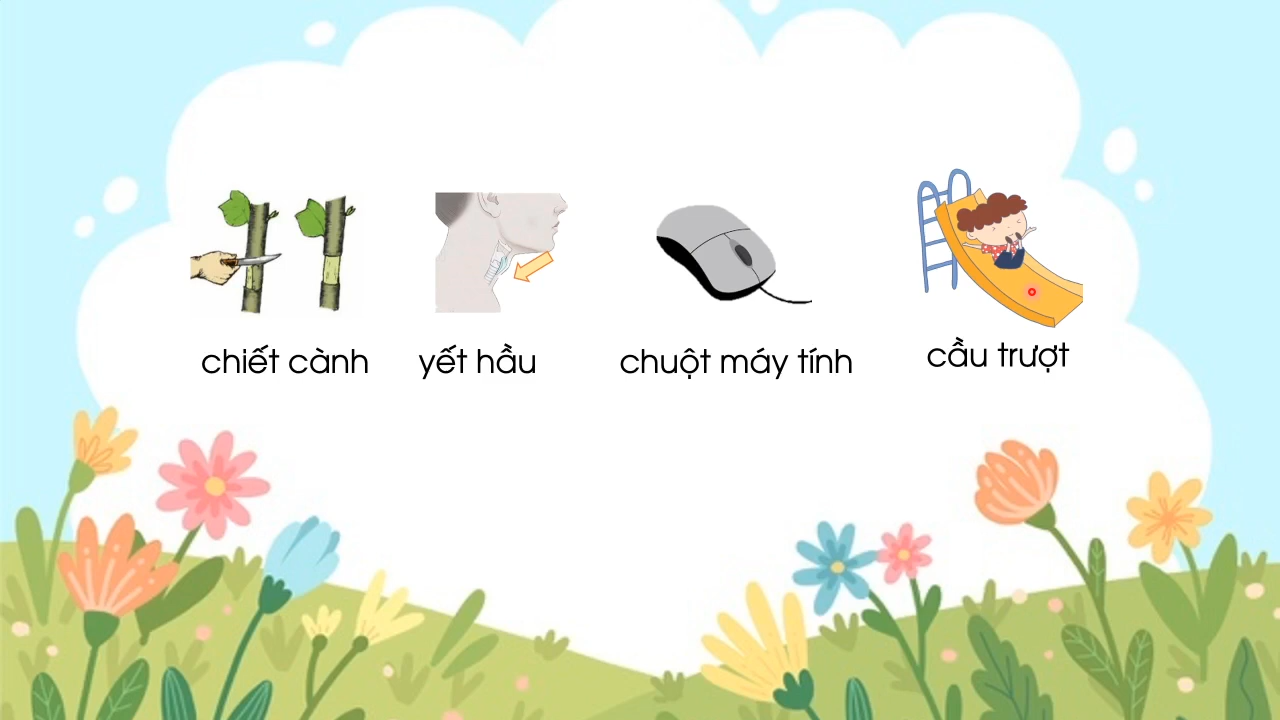 chiết cành
yết hầu
chuột máy tính
cầu trượt